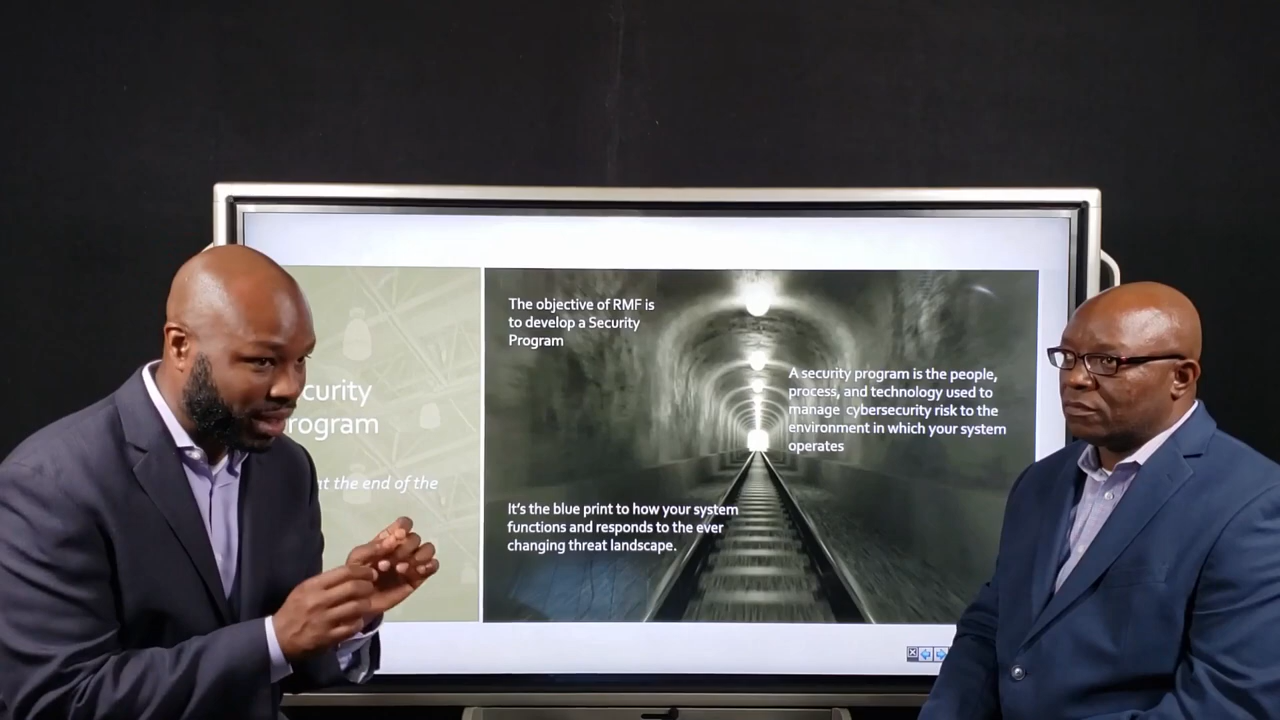 curity
rogram
at the end of the
The objective of RMF is
to develop a Security
Program
A security program is the people,
process, and technology used to
manage cybersecurity risk to the
environment in which your system
operates
It's the blue print to how your system
functions and responds to the ever
changing threat landscape.